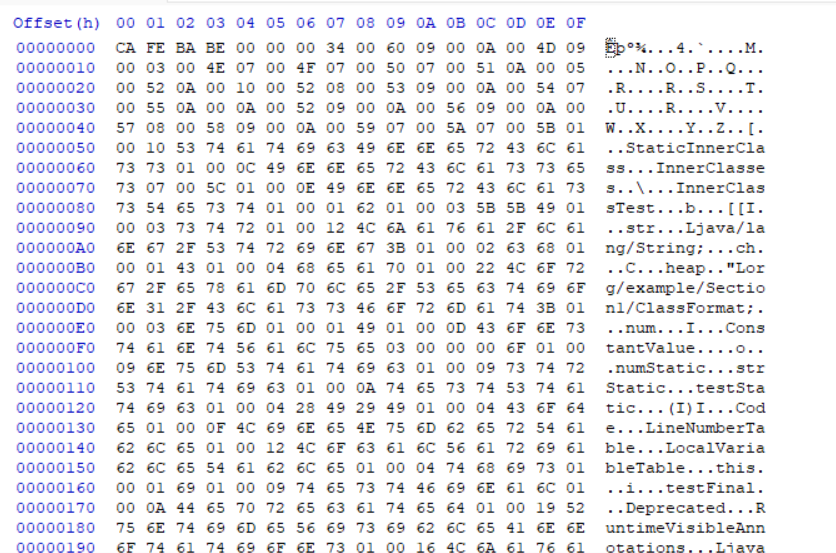 Offset(h) 00 01 02 03 04 05 06 07 08 09 0A 0B 0C 0D 0E 0F
00000000 CA FE BA BE 00 00 00 34 00 60 09 00 0A 00 4D 09 Êþº¾...4.`....M.
00000010 00 03 00 4E 07 00 4F 07 00 50 07 00 51 0A 00 05 ...N..O..P..Q...
00000020 00 52 0A 00 10 00 52 08 00 53 09 00 0A 00 54 07 .R....R..S....T.
00000030 00 55 0A 00 0A 00 52 09 00 0A 00 56 09 00 0A 00 .U....R....V....
00000040 57 08 00 58 09 00 0A 00 59 07 00 5A 07 00 5B 01 W..X....Y..Z..[.
00000050 00 10 53 74 61 74 69 63 49 6E 6E 65 72 43 6C 61 ..StaticInnerCla
00000060 73 73 01 00 0C 49 6E 6E 65 72 43 6C 61 73 73 65 ss...InnerClasse
00000070 73 07 00 5C 01 00 0E 49 6E 6E 65 72 43 6C 61 73 s..\...InnerClas
00000080 73 54 65 73 74 01 00 01 62 01 00 03 5B 5B 49 01 sTest...b...[[I.
00000090 00 03 73 74 72 01 00 12 4C 6A 61 76 61 2F 6C 61 ..str...Ljava/la
000000A0 6E 67 2F 53 74 72 69 6E 67 3B 01 00 02 63 68 01 ng/String;...ch.
000000B0 00 01 43 01 00 04 68 65 61 70 01 00 22 4C 6F 72 ..C...heap.."Lor
000000C0 67 2F 65 78 61 6D 70 6C 65 2F 53 65 63 74 69 6F g/example/Sectio
000000D0 6E 31 2F 43 6C 61 73 73 46 6F 72 6D 61 74 3B 01 n1/ClassFormat;.
000000E0 00 03 6E 75 6D 01 00 01 49 01 00 0D 43 6F 6E 73 ..num...I...Cons
000000F0 74 61 6E 74 56 61 6C 75 65 03 00 00 00 6F 01 00 tantValue....o..
00000100 09 6E 75 6D 53 74 61 74 69 63 01 00 09 73 74 72 .numStatic...str
00000110 53 74 61 74 69 63 01 00 0A 74 65 73 74 53 74 61 Static...testSta
00000120 74 69 63 01 00 04 28 49 29 49 01 00 04 43 6F 64 tic...(I)I...Cod
00000130 65 01 00 0F 4C 69 6E 65 4E 75 6D 62 65 72 54 61 e...LineNumberTa
00000140 62 6C 65 01 00 12 4C 6F 63 61 6C 56 61 72 69 61 ble...LocalVaria
00000150 62 6C 65 54 61 62 6C 65 01 00 04 74 68 69 73 01 bleTable...this.
00000160 00 01 69 01 00 09 74 65 73 74 46 69 6E 61 6C 01 ..i...testFinal.
00000170 00 0A 44 65 70 72 65 63 61 74 65 64 01 00 19 52 ..Deprecated...R
00000180 75 6E 74 69 6D 65 56 69 73 69 62 6C 65 41 6E 6E untimeVisibleAnn
00000190 6F 74 61 74 69 6F 6E 73 01 00 16 4C 6A 61 76 61 otations...Ljava